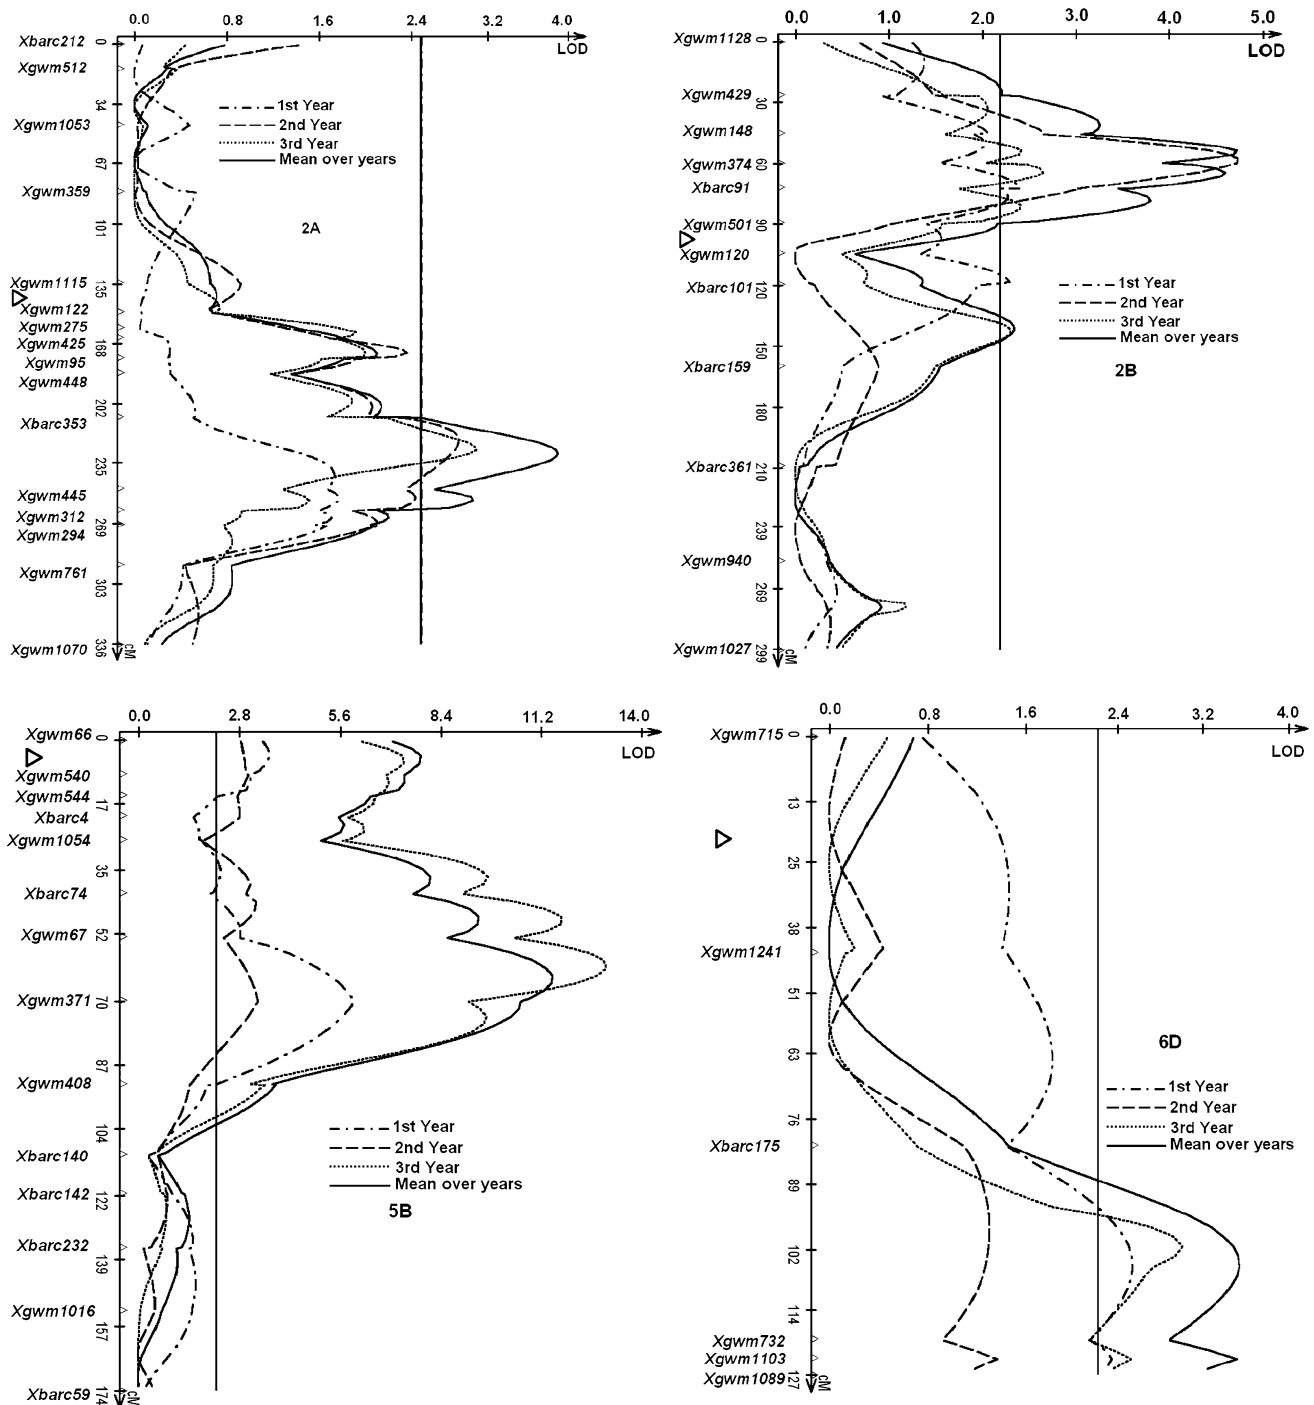 0.0 0.8 1.6 2.4 3.2 4.0
LOD
Xbarc212
Xgwm512
Xgwm1053
Xgwm359
Xgwm1115
Xgwm122
Xgwm275
Xgwm425
Xgwm95
Xgwm448
Xbarc353
Xgwm445
Xgwm312
Xgwm294
Xgwm761
Xgwm1070
0
34
67
101
135
168
202
235
269
303
336
cM
1st Year
2nd Year
3rd Year
Mean over years
2A
0.0 1.0 2.0 3.0 4.0 5.0
LOD
Xgwm1128
Xgwm429
Xgwm148
Xgwm374
Xbarc91
Xgwm501
Xgwm120
Xbarc101
Xbarc159
Xbarc361
Xgwm940
Xgwm1027
0
30
60
90
120
150
180
210
239
269
299
cM
1st Year
2nd Year
3rd Year
Mean over years
2B
0.0 2.8 5.6 8.4 11.2 14.0
LOD
Xgwm66
Xgwm540
Xgwm544
Xbarc4
Xgwm1054
Xbarc74
Xgwm67
Xgwm371
Xgwm408
Xbarc140
Xbarc142
Xbarc232
Xgwm1016
Xbarc59
0
17
35
52
70
87
104
122
139
157
174
cM
1st Year
2nd Year
3rd Year
Mean over years
5B
0.0 0.8 1.6 2.4 3.2 4.0
LOD
Xgwm715
Xgwm1241
Xbarc175
Xgwm732
Xgwm1103
Xgwm1089
0
13
25
38
51
63
76
89
102
114
127
cM
6D
1st Year
2nd Year
3rd Year
Mean over years